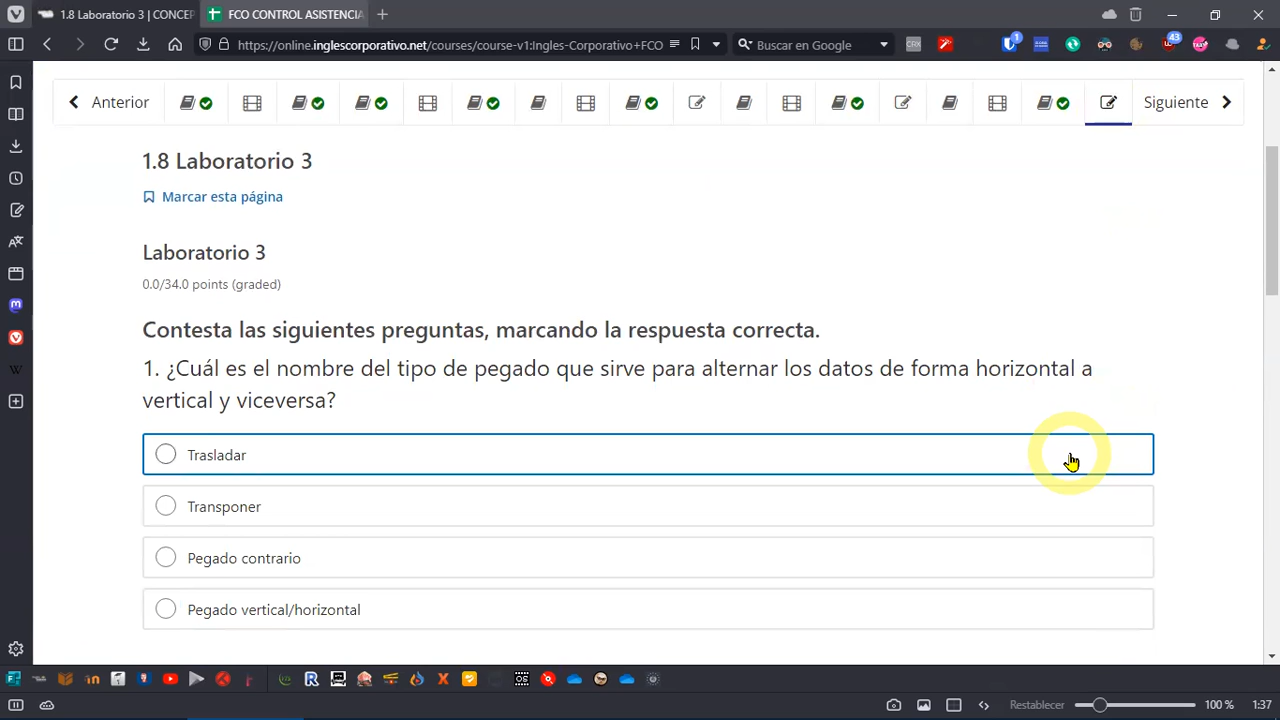 1.8 Laboratorio 3 | CONCEP
FCO CONTROL ASISTENCIA
https://online.inglescorporativo.net/courses/course-v1:Ingles-Corporativo+FCO
Buscar en Google
CRX
1
43
Anterior
Siguiente
1.8 Laboratorio 3
Marcar esta página
Laboratorio 3
0.0/34.0 points (graded)
Contesta las siguientes preguntas, marcando la respuesta correcta.
1. ¿Cuál es el nombre del tipo de pegado que sirve para alternar los datos de forma horizontal a
vertical y viceversa?
Trasladar
Transponer
Pegado contrario
Pegado vertical/horizontal
Restablecer
100 %
1:37